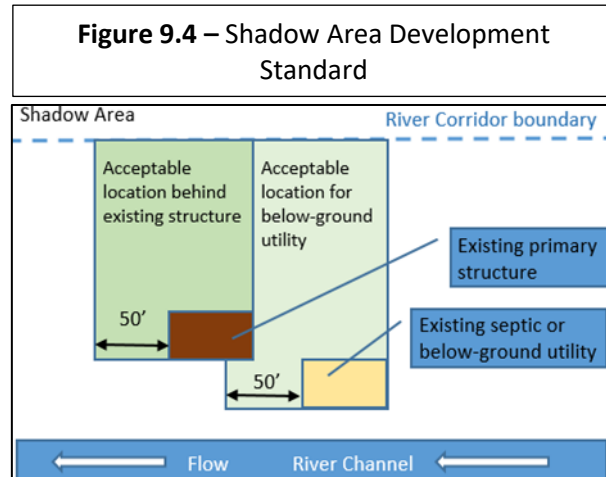 Figure 9.4 – Shadow Area Development
Standard
Shadow Area
River Corridor boundary
Acceptable
location behind
existing structure
Acceptable
location for
below-ground
utility
Existing primary
structure
50’
Existing septic or
below-ground utility
50’
Flow
River Channel